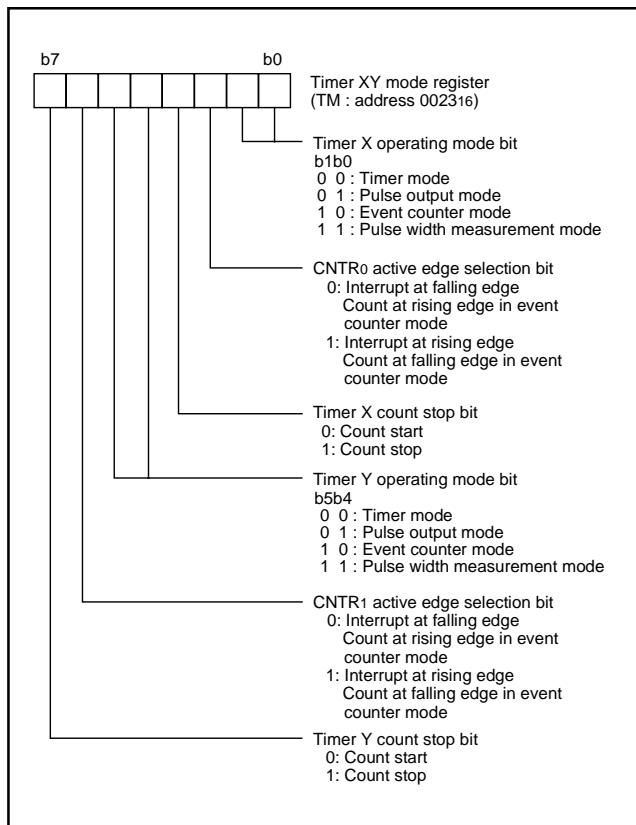 b7 b0
Timer XY mode register
(TM : address 002316)
Timer X operating mode bit
b1b0
0 0 : Timer mode
0 1 : Pulse output mode
1 0 : Event counter mode
1 1 : Pulse width measurement mode
CNTR0 active edge selection bit
0: Interrupt at falling edge
Count at rising edge in event
counter mode
1: Interrupt at rising edge
Count at falling edge in event
counter mode
Timer X count stop bit
0: Count start
1: Count stop
Timer Y operating mode bit
b5b4
0 0 : Timer mode
0 1 : Pulse output mode
1 0 : Event counter mode
1 1 : Pulse width measurement mode
CNTR1 active edge selection bit
0: Interrupt at falling edge
Count at rising edge in event
counter mode
1: Interrupt at rising edge
Count at falling edge in event
counter mode
Timer Y count stop bit
0: Count start
1: Count stop